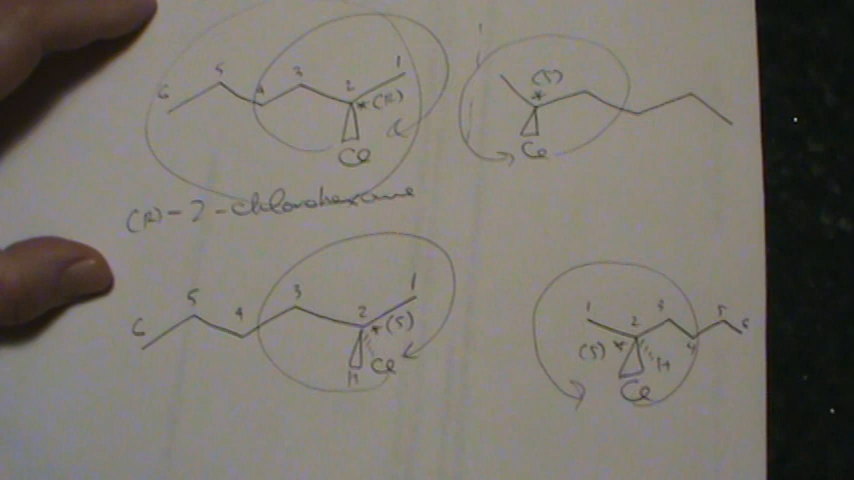 6 5 4 3 2 1
*(R)
Cl
(R)-2-chlorohexane
(S)
*
Cl
6 5 4 3 2 1
*(S)
H Cl
1 2 3 4 5 6
(S) *
H
Cl